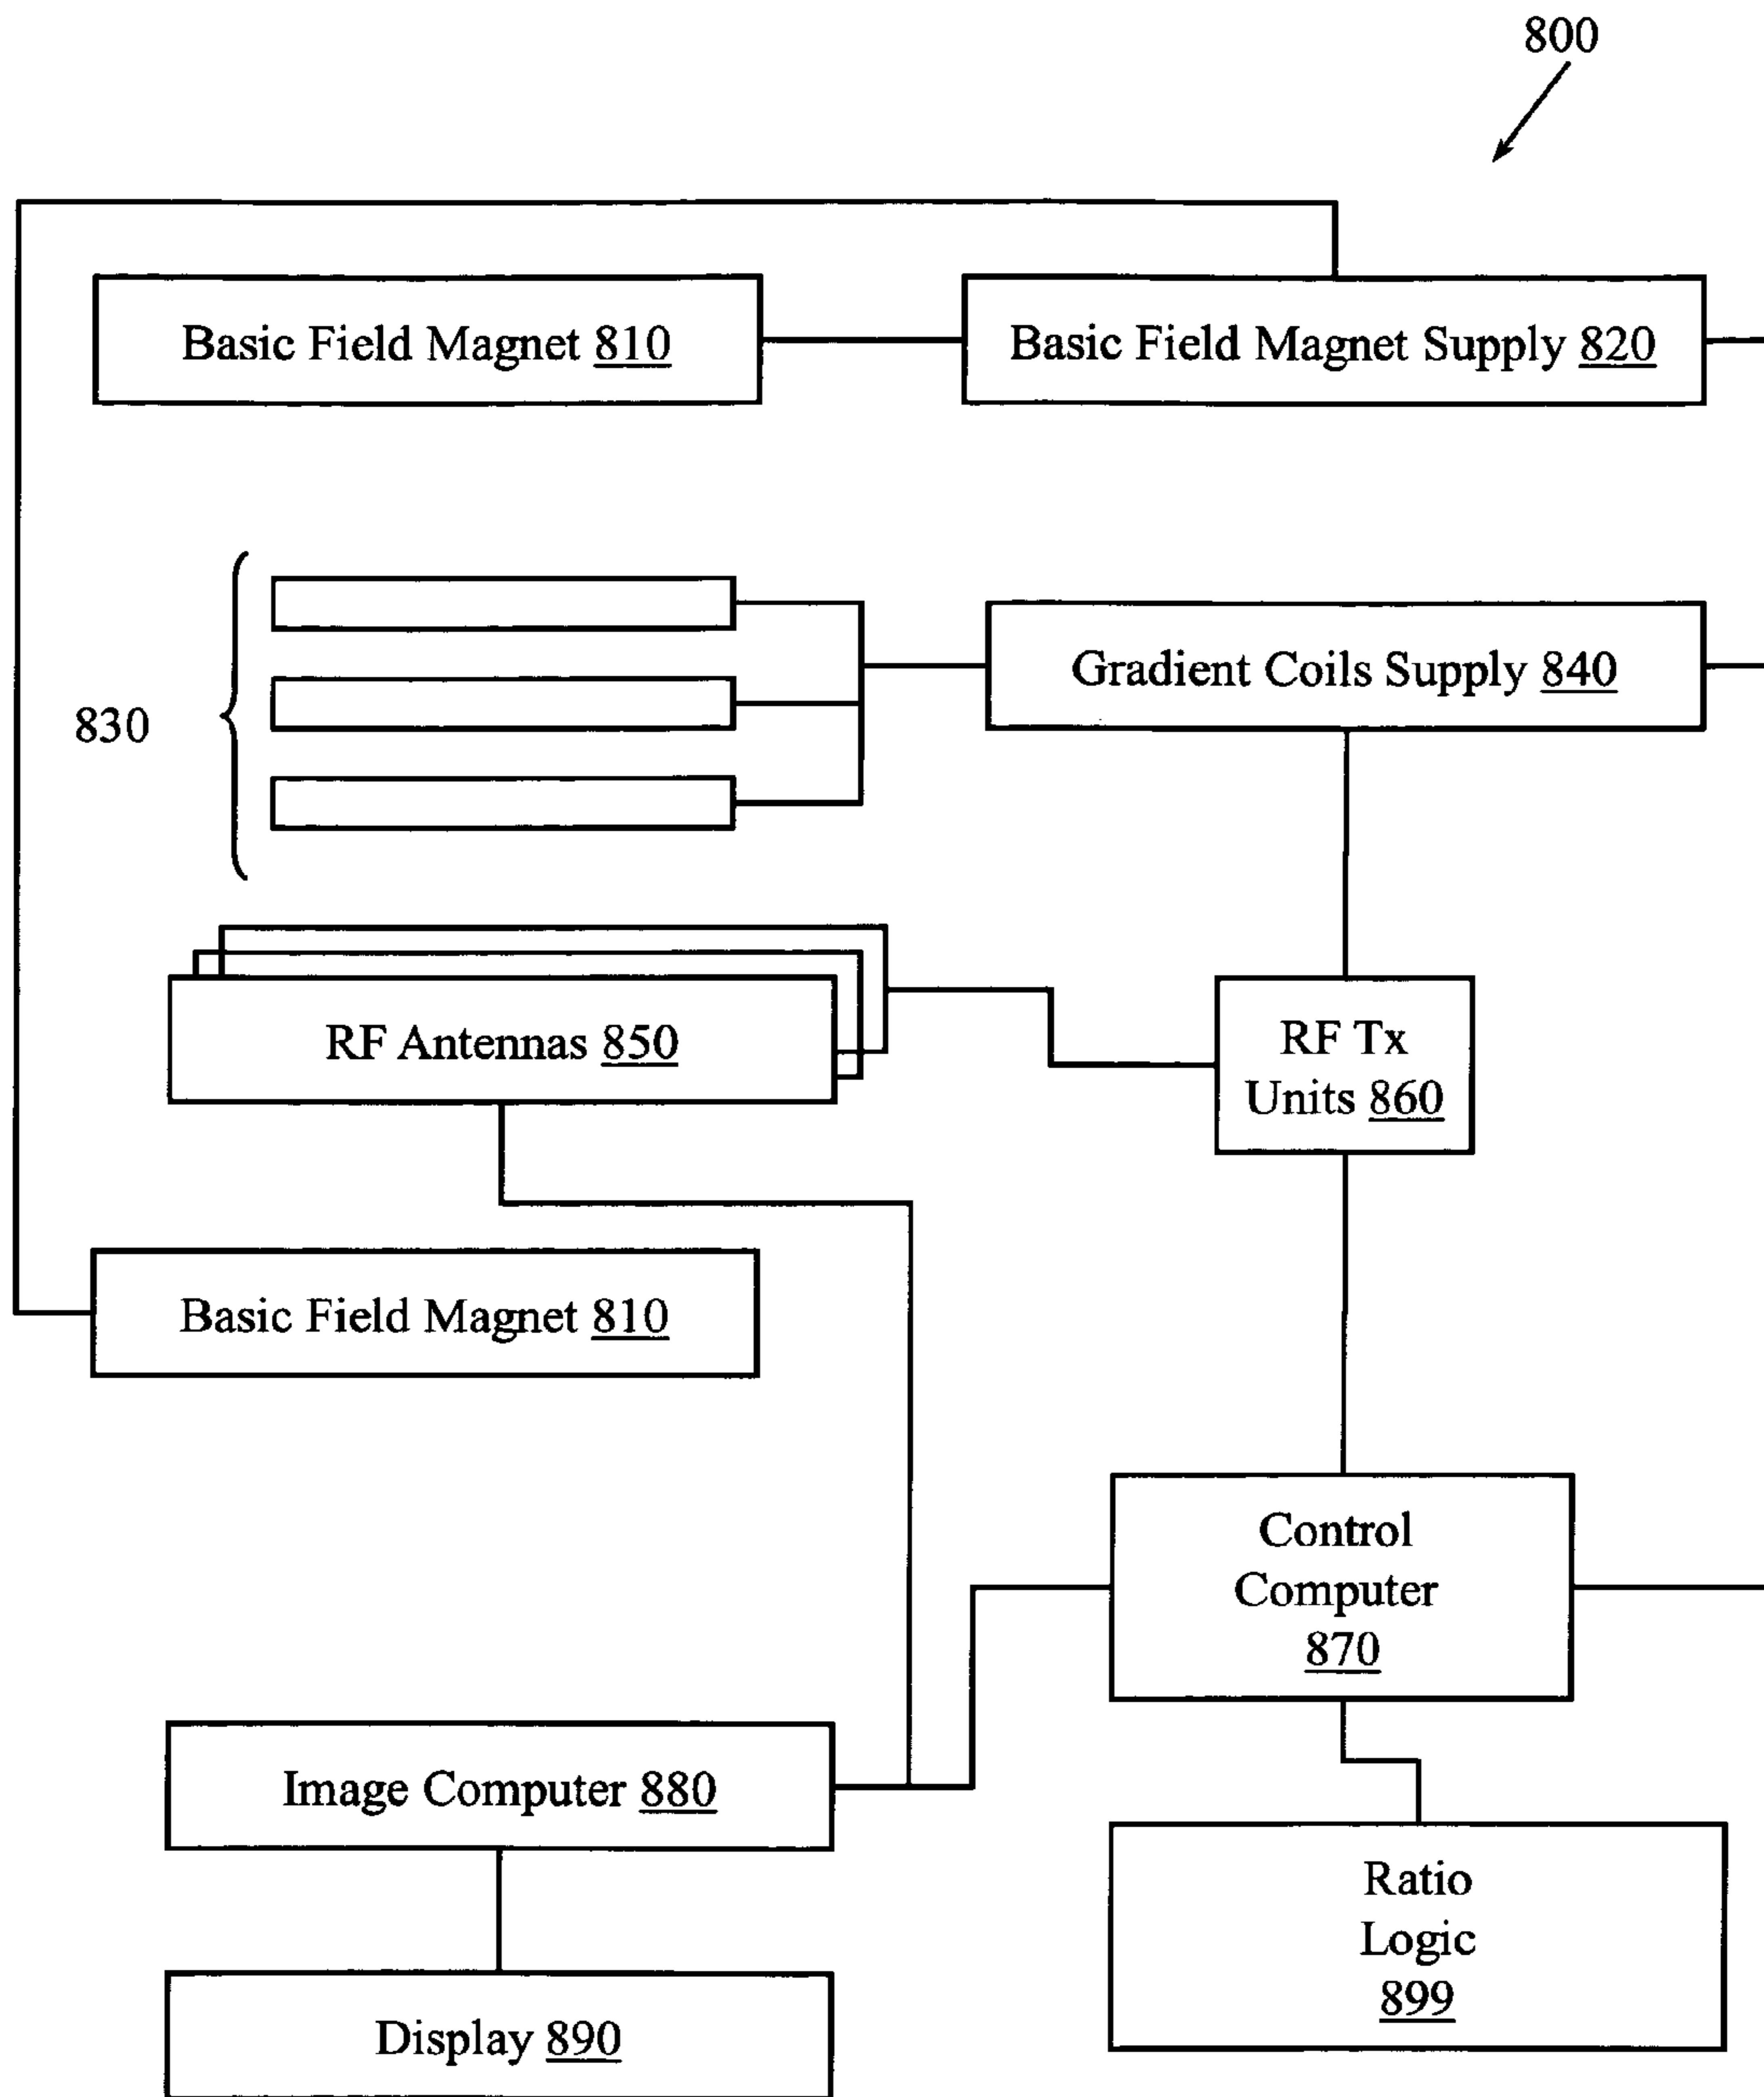 800
Basic Field Magnet 810
Basic Field Magnet Supply 820
830
Gradient Coils Supply 840
RF Antennas 850
RF Tx
Units 860
Basic Field Magnet 810
Control
Computer
870
Image Computer 880
Ratio
Logic
899
Display 890